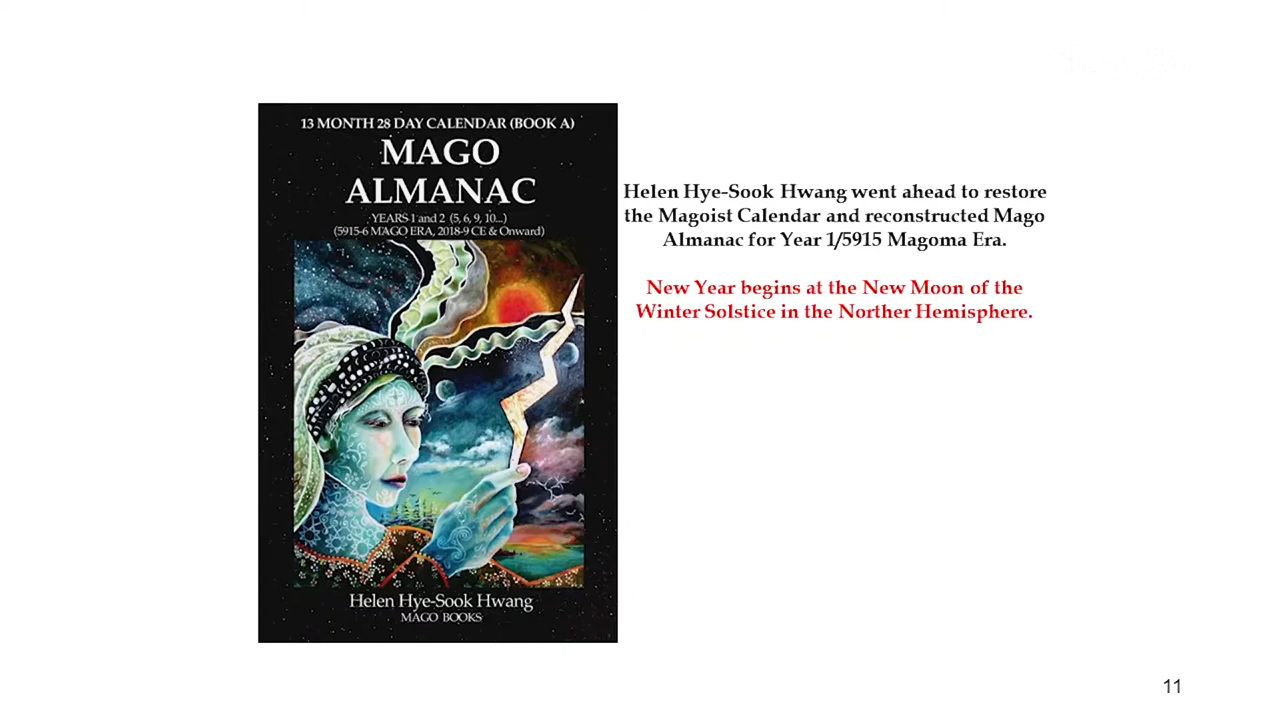 13 MONTH 28 DAY CALENDAR (BOOK A)
MAGO
ALMANAC
YEARS 1 and 2 (5, 6, 9, 10...)
(5915-6 MAGO ERA, 2018-9 CE & Onward)
Helen Hye-Sook Hwang
MAGO BOOKS
Helen Hye-Sook Hwang went ahead to restore
the Magoist Calendar and reconstructed Mago
Almanac for Year 1/5915 Magoma Era.
New Year begins at the New Moon of the
Winter Solstice in the Norther Hemisphere.
11